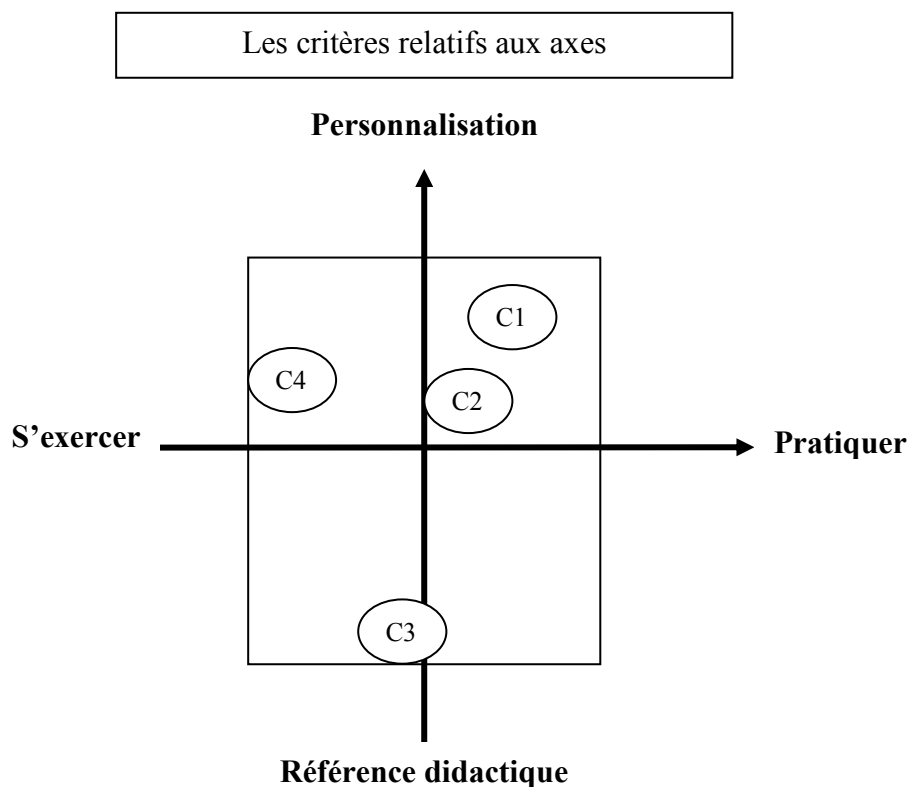 Les critères relatifs aux axes
Personnalisation
C1
C4
C2
S’exercer
Pratiquer
C3
Référence didactique